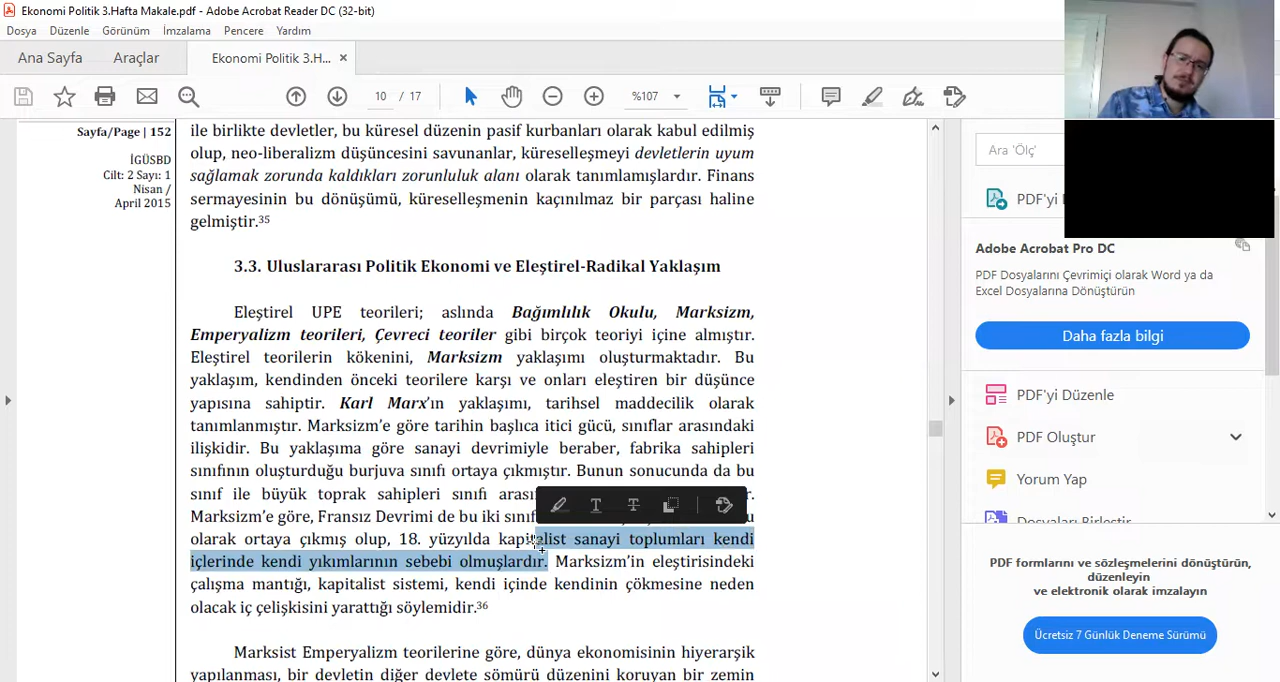 Ekonomi Politik 3.Hafta Makale.pdf - Adobe Acrobat Reader DC (32-bit)
Dosya Düzenle Görünüm İmzalama Pencere Yardım
Ana Sayfa Araçlar Ekonomi Politik 3.H... ×
10 / 17 %107
Sayfa/Page | 152
İGÜSBD
Cilt: 2 Sayı: 1
Nisan /
April 2015
ile birlikte devletler, bu küresel düzenin pasif kurbanları olarak kabul edilmiş
olup, neo-liberalizm düşüncesini savunanlar, küreselleşmeyi devletlerin uyum
sağlamak zorunda kaldıkları zorunluluk alanı olarak tanımlamışlardır. Finans
sermayesinin bu dönüşümü, küreselleşmenin kaçınılmaz bir parçası haline
gelmiştir.35
3.3. Uluslararası Politik Ekonomi ve Eleştirel-Radikal Yaklaşım
Eleştirel UPE teorileri; aslında Bağımlılık Okulu, Marksizm,
Emperyalizm teorileri, Çevreci teoriler gibi birçok teoriyi içine almıştır.
Eleştirel teorilerin kökenini, Marksizm yaklaşımı oluşturmaktadır. Bu
yaklaşım, kendinden önceki teorilere karşı ve onları eleştiren bir düşünce
yapısına sahiptir. Karl Marx'ın yaklaşımı, tarihsel maddecilik olarak
tanımlanmıştır. Marksizm'e göre tarihin başlıca itici gücü, sınıflar arasındaki
ilişkidir. Bu yaklaşıma göre sanayi devrimiyle beraber, fabrika sahipleri
sınıfının oluşturduğu burjuva sınıfı ortaya çıkmıştır. Bunun sonucunda da bu
sınıf ile büyük toprak sahipleri sınıfı
Marksizm'e göre, Fransız Devrimi de bu iki
olarak ortaya çıkmış olup, 18. yüzyılda kapitalist sanayi toplumları kendi
içlerinde kendi yıkımlarının sebebi olmuşlardır. Marksizm'in eleştirisindeki
çalışma mantığı, kapitalist sistemi, kendi içinde kendinin çökmesine neden
olacak iç çelişkisini yarattığı söylemidir.36
Marksist Emperyalizm teorilerine göre, dünya ekonomisinin hiyerarşik
yapılanması, bir devletin diğer devlete sömürü düzenini koruyan bir zemin
Ara 'Ölç'
PDF'yi
Adobe Acrobat Pro DC
PDF Dosyalarını Çevrimiçi olarak Word ya da
Excel Dosyalarına Dönüştürün
Daha fazla bilgi
PDF'yi Düzenle
PDF Oluştur
Yorum Yap
Dosyaları Birleştir
PDF formlarını ve sözleşmelerini dönüştürün,
düzenleyin
ve elektronik olarak imzalayın
Ücretsiz 7 Günlük Deneme Sürümü